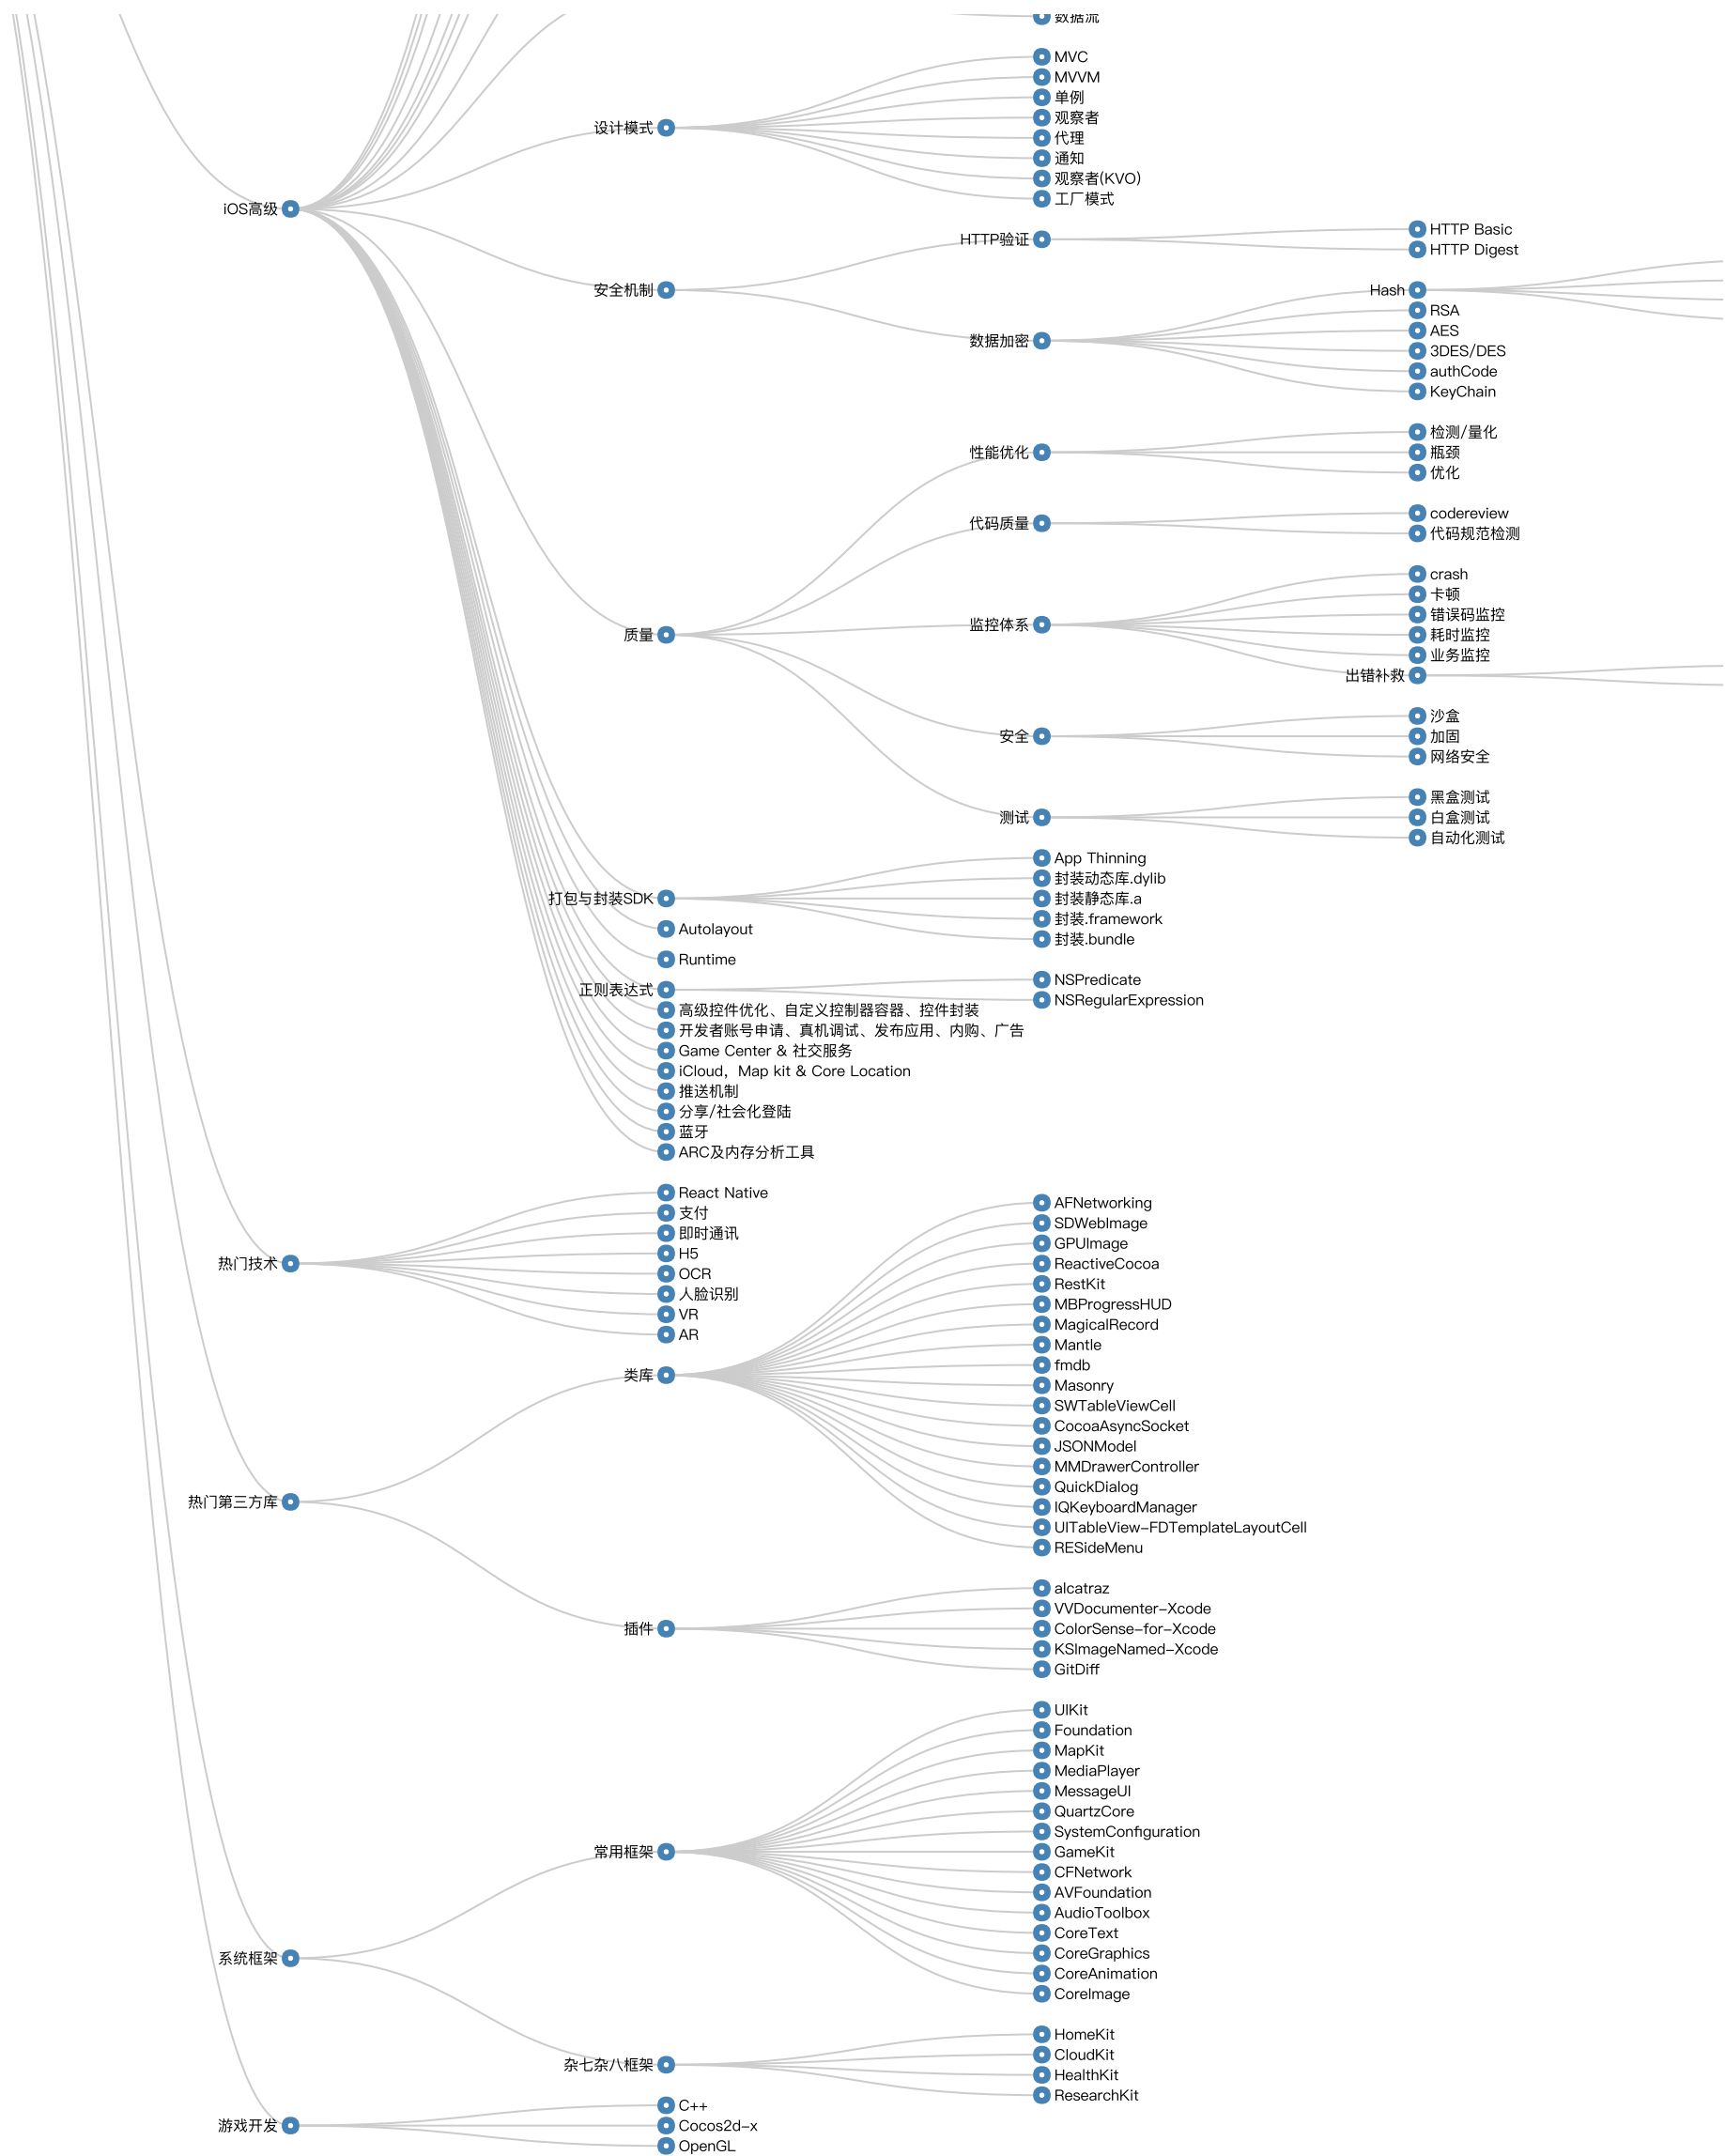 数据流
MVC
MVVM
单例
观察者
设计模式
代理
通知
观察者(KVO)
工厂模式
iOS高级
HTTP Basic
HTTP验证
HTTP Digest
安全机制
Hash
RSA
AES
数据加密
3DES/DES
authCode
KeyChain
检测/量化
性能优化
瓶颈
优化
codereview
代码质量
代码规范检测
crash
卡顿
错误码监控
监控体系
质量
耗时监控
业务监控
出错补救
沙盒
安全
加固
网络安全
黑盒测试
测试
白盒测试
自动化测试
App Thinning
封装动态库.dylib
打包与封装SDK
封装静态库.a
封装.framework
Autolayout
封装.bundle
Runtime
NSPredicate
正则表达式
NSRegularExpression
高级控件优化、自定义控制器容器、控件封装
开发者账号申请、真机调试、发布应用、内购、广告
Game Center & 社交服务
iCloud，Map kit & Core Location
推送机制
分享/社会化登陆
蓝牙
ARC及内存分析工具
React Native
支付
即时通讯
H5
热门技术
OCR
人脸识别
VR
AR
AFNetworking
SDWebImage
GPUImage
ReactiveCocoa
RestKit
MBProgressHUD
MagicalRecord
Mantle
fmdb
类库
Masonry
SWTableViewCell
CocoaAsyncSocket
JSONModel
MMDrawerController
QuickDialog
热门第三方库
IQKeyboardManager
UITableView-FDTemplateLayoutCell
RESideMenu
alcatraz
VVDocumenter-Xcode
插件
ColorSense-for-Xcode
KSImageNamed-Xcode
GitDiff
UIKit
Foundation
MapKit
MediaPlayer
MessageUI
QuartzCore
SystemConfiguration
常用框架
GameKit
CFNetwork
AVFoundation
AudioToolbox
CoreText
CoreGraphics
系统框架
CoreAnimation
CoreImage
HomeKit
CloudKit
杂七杂八框架
HealthKit
ResearchKit
C++
游戏开发
Cocos2d-x
OpenGL